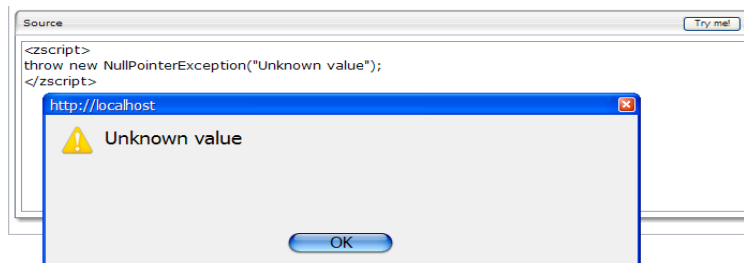 Source
Try me!
<zscript>
throw new NullPointerException("Unknown value");
</zscript>
http://localhost
Unknown value
OK